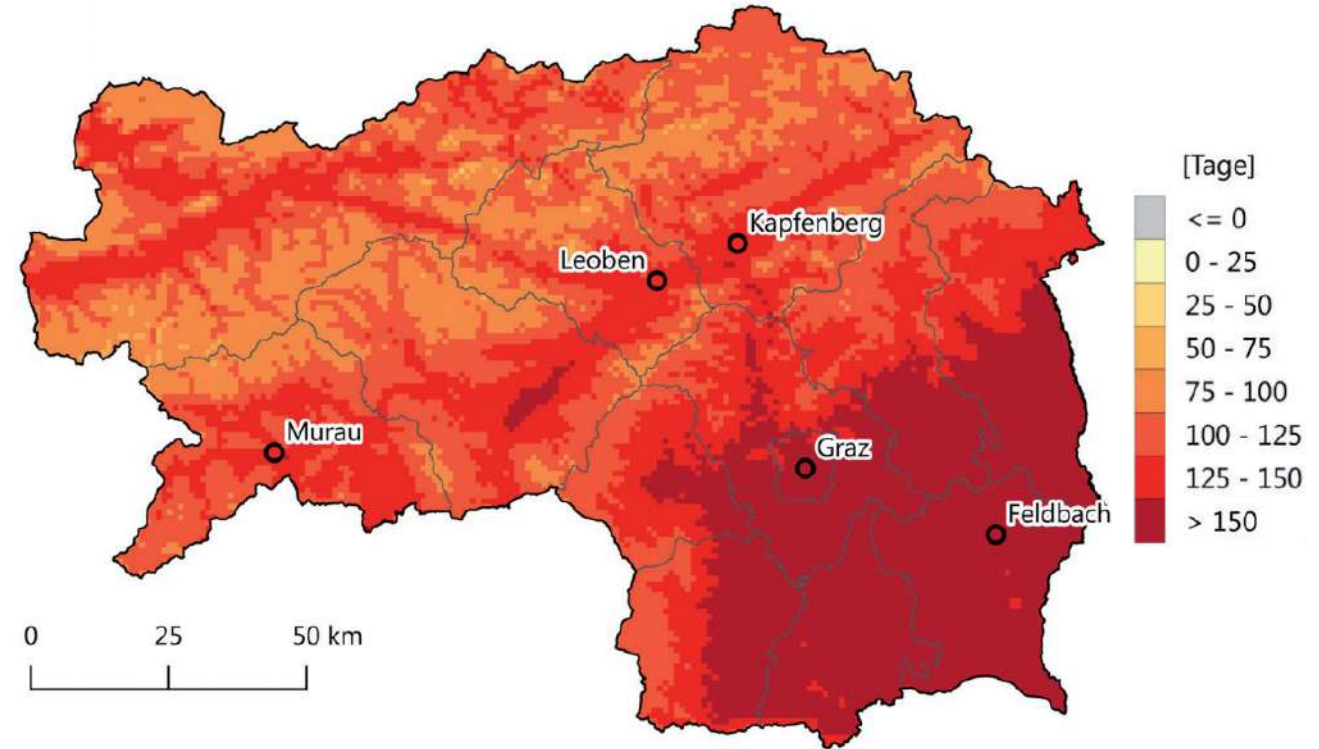 [Tage]
<= 0
0 - 25
25 - 50
50 - 75
75 - 100
100 - 125
125 - 150
> 150
Kapfenberg
Leoben
Murau
Graz
Feldbach
0 25 50 km